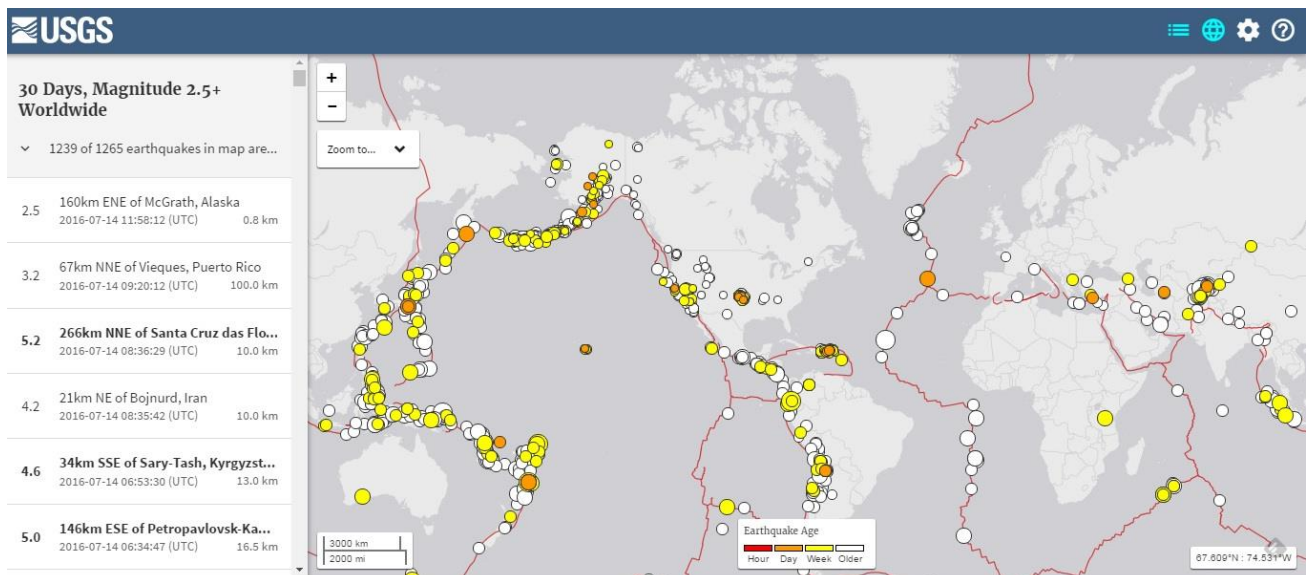 USGS
30 Days, Magnitude 2.5+
Worldwide
1239 of 1265 earthquakes in map are...
2.5
160km ENE of McGrath, Alaska
2016-07-14 11:58:12 (UTC) 0.8 km
3.2
67km NNE of Vieques, Puerto Rico
2016-07-14 09:20:12 (UTC) 100.0 km
5.2
266km NNE of Santa Cruz das Flo...
2016-07-14 08:36:29 (UTC) 10.0 km
4.2
21km NE of Bojnurd, Iran
2016-07-14 08:35:42 (UTC) 10.0 km
4.6
34km SSE of Sary-Tash, Kyrgyzst...
2016-07-14 06:53:30 (UTC) 13.0 km
5.0
146km ESE of Petropavlovsk-Ka...
2016-07-14 06:34:47 (UTC) 16.5 km
+
−
Zoom to...
3000 km
2000 mi
Earthquake Age
Hour Day Week Older
67.609°N : 74.531°W